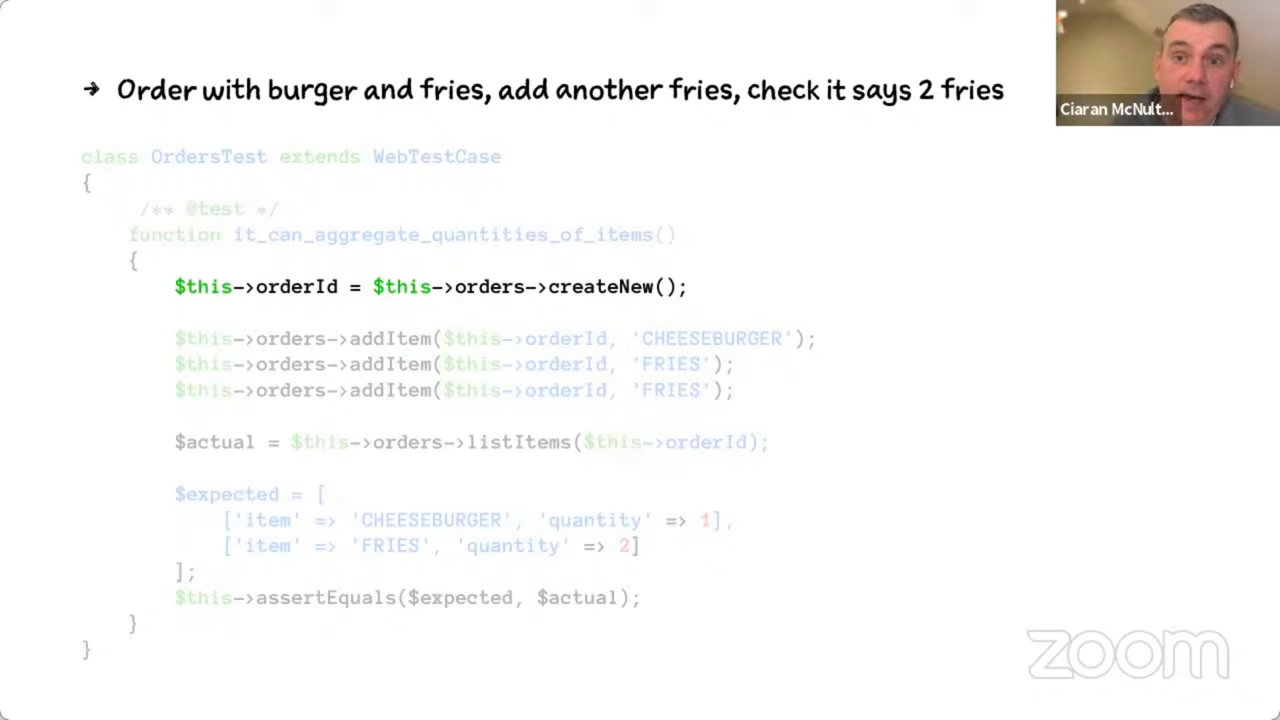 → Order with burger and fries, add another fries, check it says 2 fries
Ciaran McNult...
class OrdersTest extends WebTestCase
{
/** @test */
function it_can_aggregate_quantities_of_items()
{
$this->orderId = $this->orders->createNew();
$this->orders->addItem($this->orderId, 'CHEESEBURGER');
$this->orders->addItem($this->orderId, 'FRIES');
$this->orders->addItem($this->orderId, 'FRIES');
$actual = $this->orders->listItems($this->orderId);
$expected = [
['item' => 'CHEESEBURGER', 'quantity' => 1],
['item' => 'FRIES', 'quantity' => 2]
];
$this->assertEquals($expected, $actual);
}
}
zoom